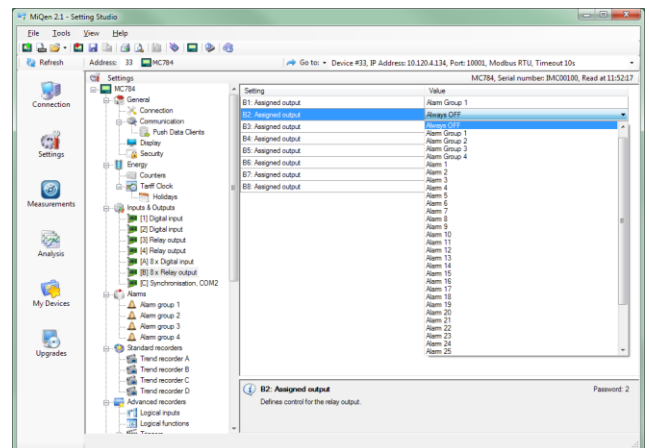 MiQen 2.1 - Setting Studio
File Tools View Help
Refresh Address: 33 MC784 Go to: Device #33, IP Address: 10.120.4.134, Port: 10001, Modbus RTU, Timeout 10s
Settings MC784, Serial number: IMC00100, Read at 11:52:17
Connection
Settings
Measurements
Analysis
My Devices
Upgrades
MC784
General
Connection
Communication
Push Data Clients
Display
Security
Energy
Counters
Tariff Clock
Holidays
Inputs & Outputs
[1] Digital input
[2] Digital input
[3] Relay output
[4] Relay output
[A] 8 x Digital input
[B] 8 x Relay output
[C] Synchronisation, COM2
Alarms
Alarm group 1
Alarm group 2
Alarm group 3
Alarm group 4
Standard recorders
Trend recorder A
Trend recorder B
Trend recorder C
Trend recorder D
Advanced recorders
Logical inputs
Logical functions
Triggers
Setting Value
B1: Assigned output Alarm Group 1
B2: Assigned output Always OFF
B3: Assigned output
B4: Assigned output
B5: Assigned output
B6: Assigned output
B7: Assigned output
B8: Assigned output
Always OFF
Alarm Group 1
Alarm Group 2
Alarm Group 3
Alarm Group 4
Alarm 1
Alarm 2
Alarm 3
Alarm 4
Alarm 5
Alarm 6
Alarm 7
Alarm 8
Alarm 9
Alarm 10
Alarm 11
Alarm 12
Alarm 13
Alarm 14
Alarm 15
Alarm 16
Alarm 17
Alarm 18
Alarm 19
Alarm 20
Alarm 21
Alarm 22
Alarm 23
Alarm 24
Alarm 25
B2: Assigned output Password: 2
Defines control for the relay output.